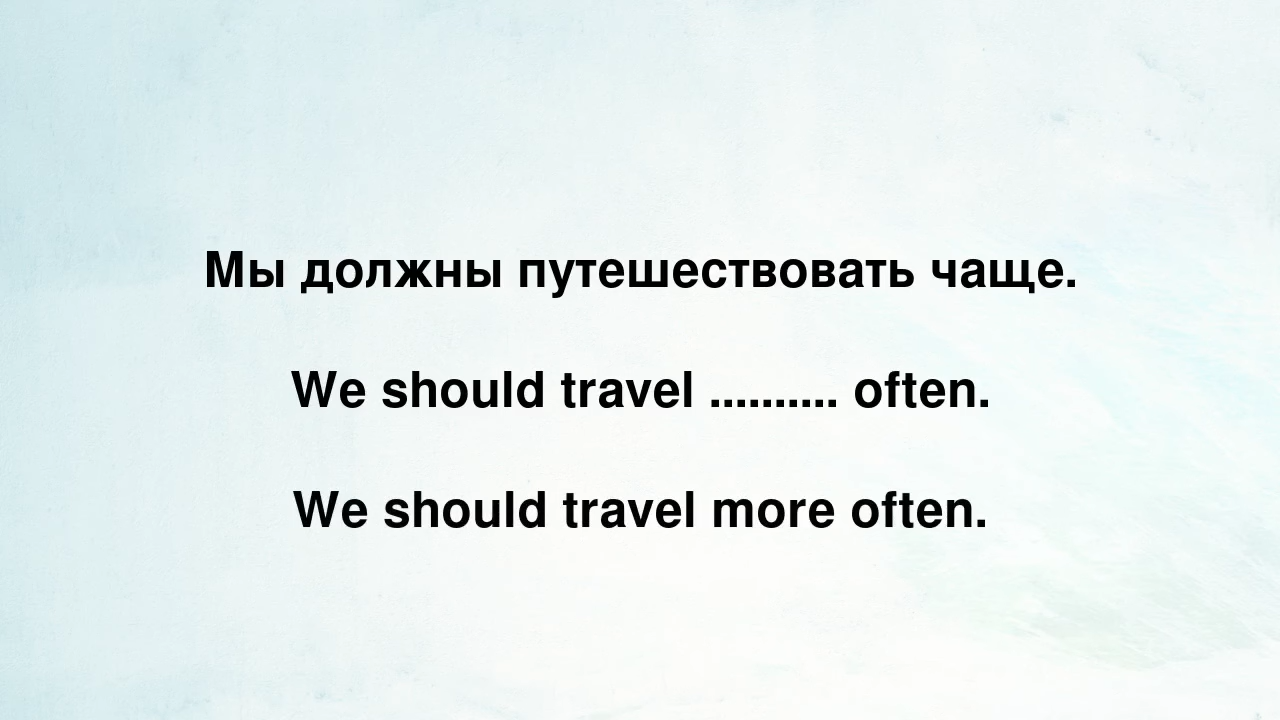 Мы должны путешествовать чаще.
We should travel .......... often.
We should travel more often.